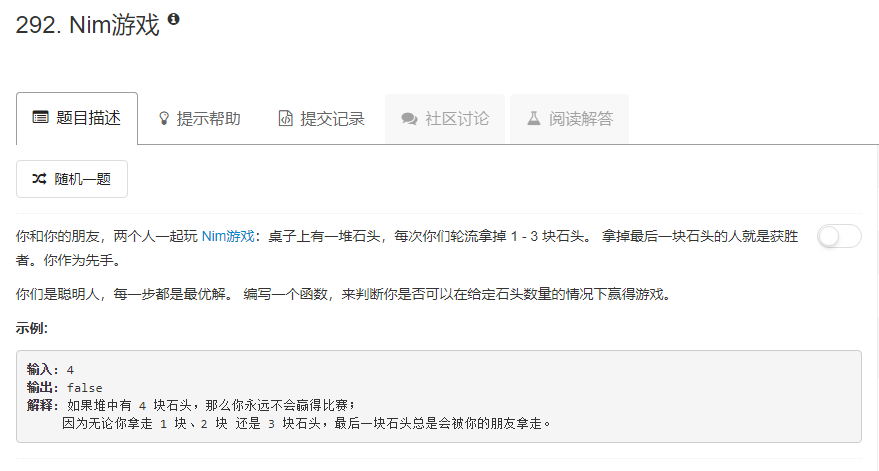 292. Nim游戏
题目描述 提示帮助 提交记录 社区讨论 阅读解答
随机一题
你和你的朋友，两个人一起玩 Nim游戏：桌子上有一堆石头，每次你们轮流拿掉 1 - 3 块石头。 拿掉最后一块石头的人就是获胜
者。你作为先手。
你们是聪明人，每一步都是最优解。 编写一个函数，来判断你是否可以在给定石头数量的情况下赢得游戏。
示例:
输入: 4
输出: false
解释: 如果堆中有 4 块石头，那么你永远不会赢得比赛；
因为无论你拿走 1 块、2 块 还是 3 块石头，最后一块石头总是会被你的朋友拿走。